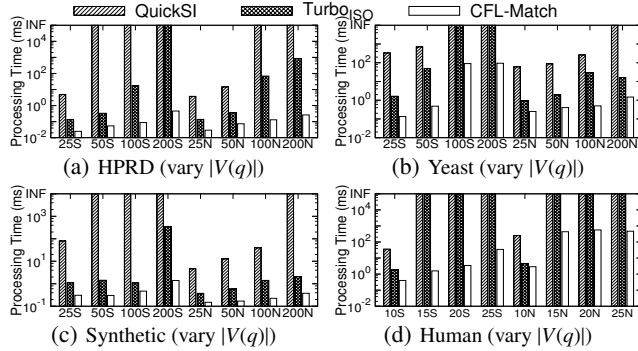 QuickSI Turbo_ISO CFL-Match
Processing Time (ms)
INF
10^4
10^2
10^0
10^-2
25S 50S 100S 200S 25N 50N 100N 200N
(a) HPRD (vary |V(q)|)
Processing Time (ms)
INF
10^4
10^2
10^0
10^-2
25S 50S 100S 200S 25N 50N 100N 200N
(b) Yeast (vary |V(q)|)
Processing Time (ms)
INF
10^3
10^1
10^-1
25S 50S 100S 200S 25N 50N 100N 200N
(c) Synthetic (vary |V(q)|)
Processing Time (ms)
INF
10^4
10^2
10^0
10^-2
10S 15S 20S 25S 10N 15N 20N 25N
(d) Human (vary |V(q)|)